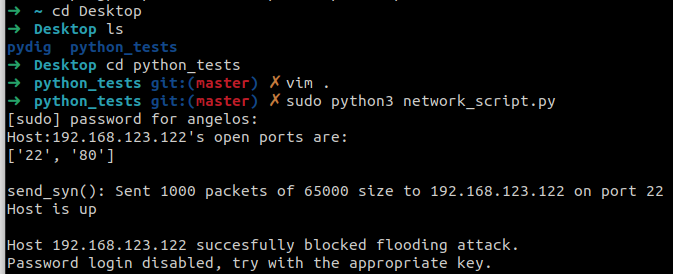 ➜ ~ cd Desktop
➜ Desktop ls
pydig python_tests
➜ Desktop cd python_tests
➜ python_tests git:(master) ✗ vim .
➜ python_tests git:(master) ✗ sudo python3 network_script.py
[sudo] password for angelos:
Host:192.168.123.122's open ports are:
['22', '80']
send_syn(): Sent 1000 packets of 65000 size to 192.168.123.122 on port 22
Host is up
Host 192.168.123.122 succesfully blocked flooding attack.
Password login disabled, try with the appropriate key.